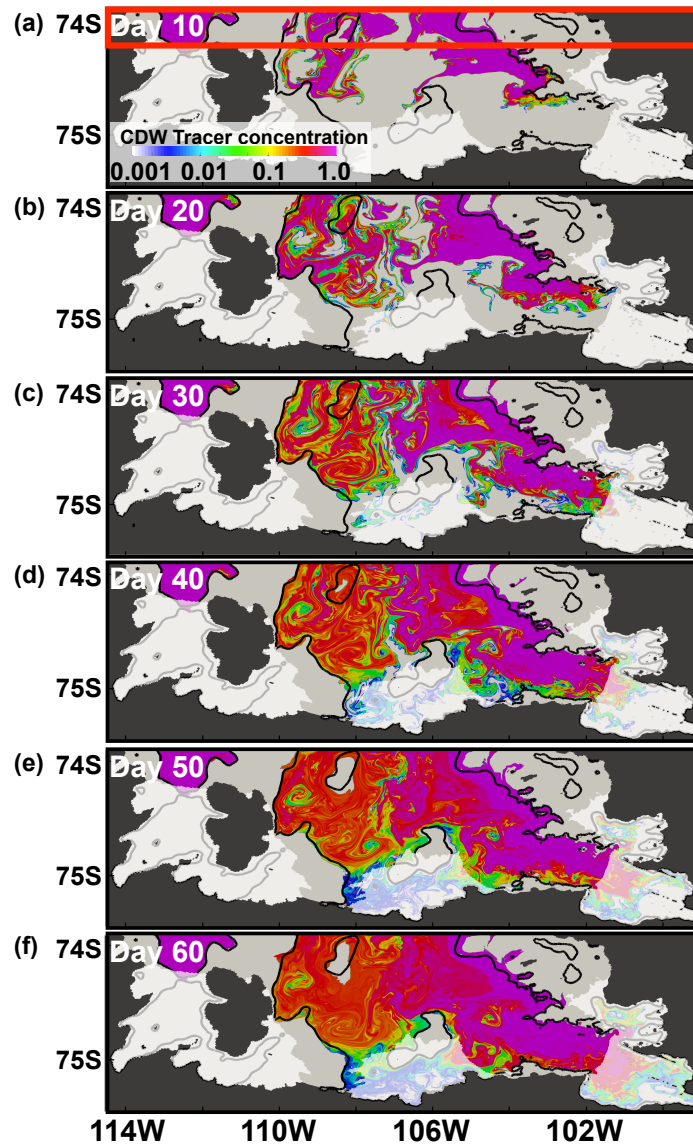 (a) 74S Day 10
75S
CDW Tracer concentration
0.001 0.01 0.1 1.0
(b) 74S Day 20
75S
(c) 74S Day 30
75S
(d) 74S Day 40
75S
(e) 74S Day 50
75S
(f) 74S Day 60
75S
114W 110W 106W 102W